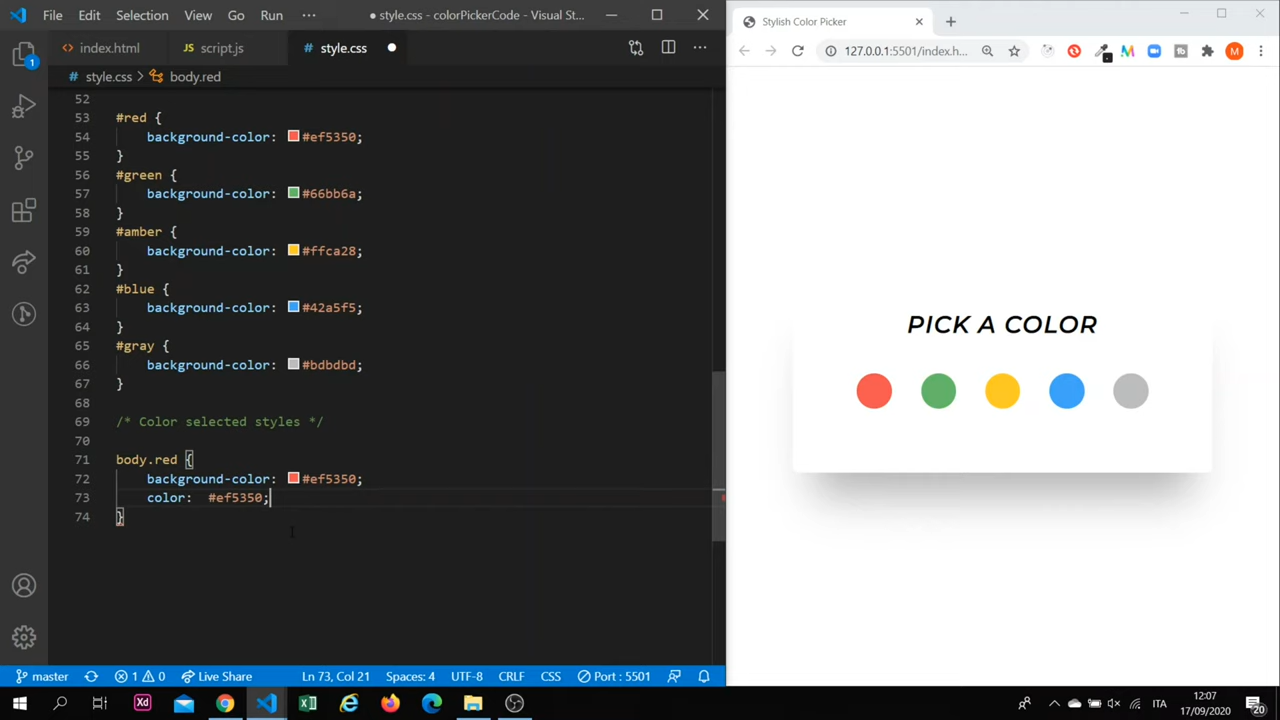 File Edit Selection View Go Run ··· ● style.css - colorPickerCode - Visual St...
index.html script.js style.css
style.css > body.red
52
53 #red {
54 background-color: #ef5350;
55 }
56 #green {
57 background-color: #66bb6a;
58 }
59 #amber {
60 background-color: #ffca28;
61 }
62 #blue {
63 background-color: #42a5f5;
64 }
65 #gray {
66 background-color: #bdbdbd;
67 }
68
69 /* Color selected styles */
70
71 body.red {
72 background-color: #ef5350;
73 color: #ef5350;
74 }
1
master 1 0 Live Share Ln 73, Col 21 Spaces: 4 UTF-8 CRLF CSS Port : 5501
Stylish Color Picker
127.0.0.1:5501/index.h...
M
M
PICK A COLOR
Xd
ITA
12:07
17/09/2020
20